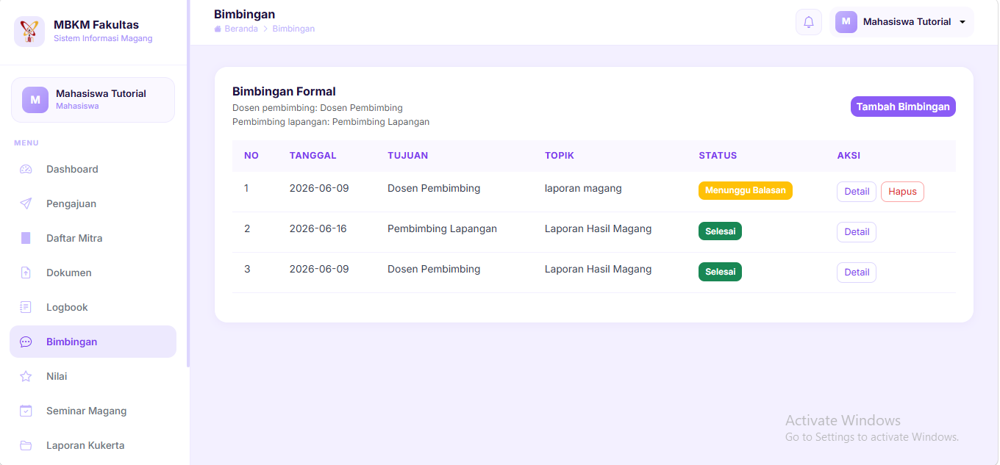 MBKM Fakultas
Sistem Informasi Magang
Bimbingan
Beranda > Bimbingan
M
Mahasiswa Tutorial
M
Mahasiswa Tutorial
Mahasiswa
MENU
Dashboard
Pengajuan
Daftar Mitra
Dokumen
Logbook
Bimbingan
Nilai
Seminar Magang
Laporan Kukerta
Bimbingan Formal
Dosen pembimbing: Dosen Pembimbing
Pembimbing lapangan: Pembimbing Lapangan
Tambah Bimbingan
NO TANGGAL TUJUAN TOPIK STATUS AKSI
1 2026-06-09 Dosen Pembimbing laporan magang Menunggu Balasan Detail Hapus
2 2026-06-16 Pembimbing Lapangan Laporan Hasil Magang Selesai Detail
3 2026-06-09 Dosen Pembimbing Laporan Hasil Magang Selesai Detail
Activate Windows
Go to Settings to activate Windows.